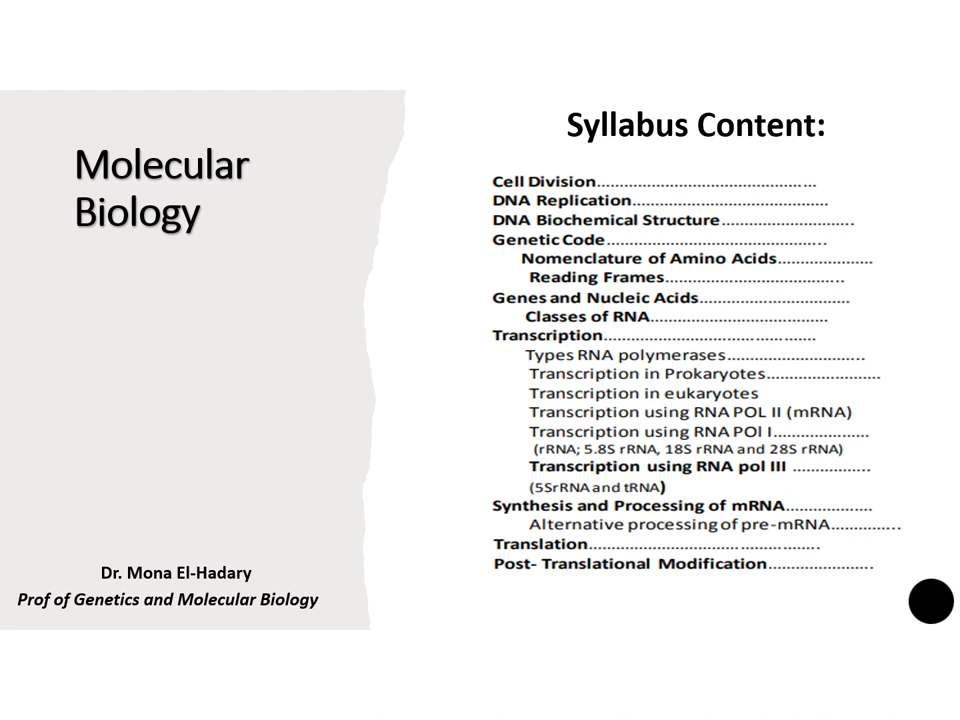 Molecular
Biology
Dr. Mona El-Hadary
Prof of Genetics and Molecular Biology
Syllabus Content:
Cell Division................................................
DNA Replication...........................................
DNA Biochemical Structure.............................
Genetic Code................................................
Nomenclature of Amino Acids.....................
Reading Frames.......................................
Genes and Nucleic Acids.................................
Classes of RNA.......................................
Transcription...............................................
Types RNA polymerases..............................
Transcription in Prokaryotes.........................
Transcription in eukaryotes
Transcription using RNA POL II (mRNA)
Transcription using RNA POl I.....................
(rRNA; 5.8S rRNA, 18S rRNA and 28S rRNA)
Transcription using RNA pol III .................
(5SrRNA and tRNA)
Synthesis and Processing of mRNA...................
Alternative processing of pre-mRNA...............
Translation...................................................
Post- Translational Modification.......................